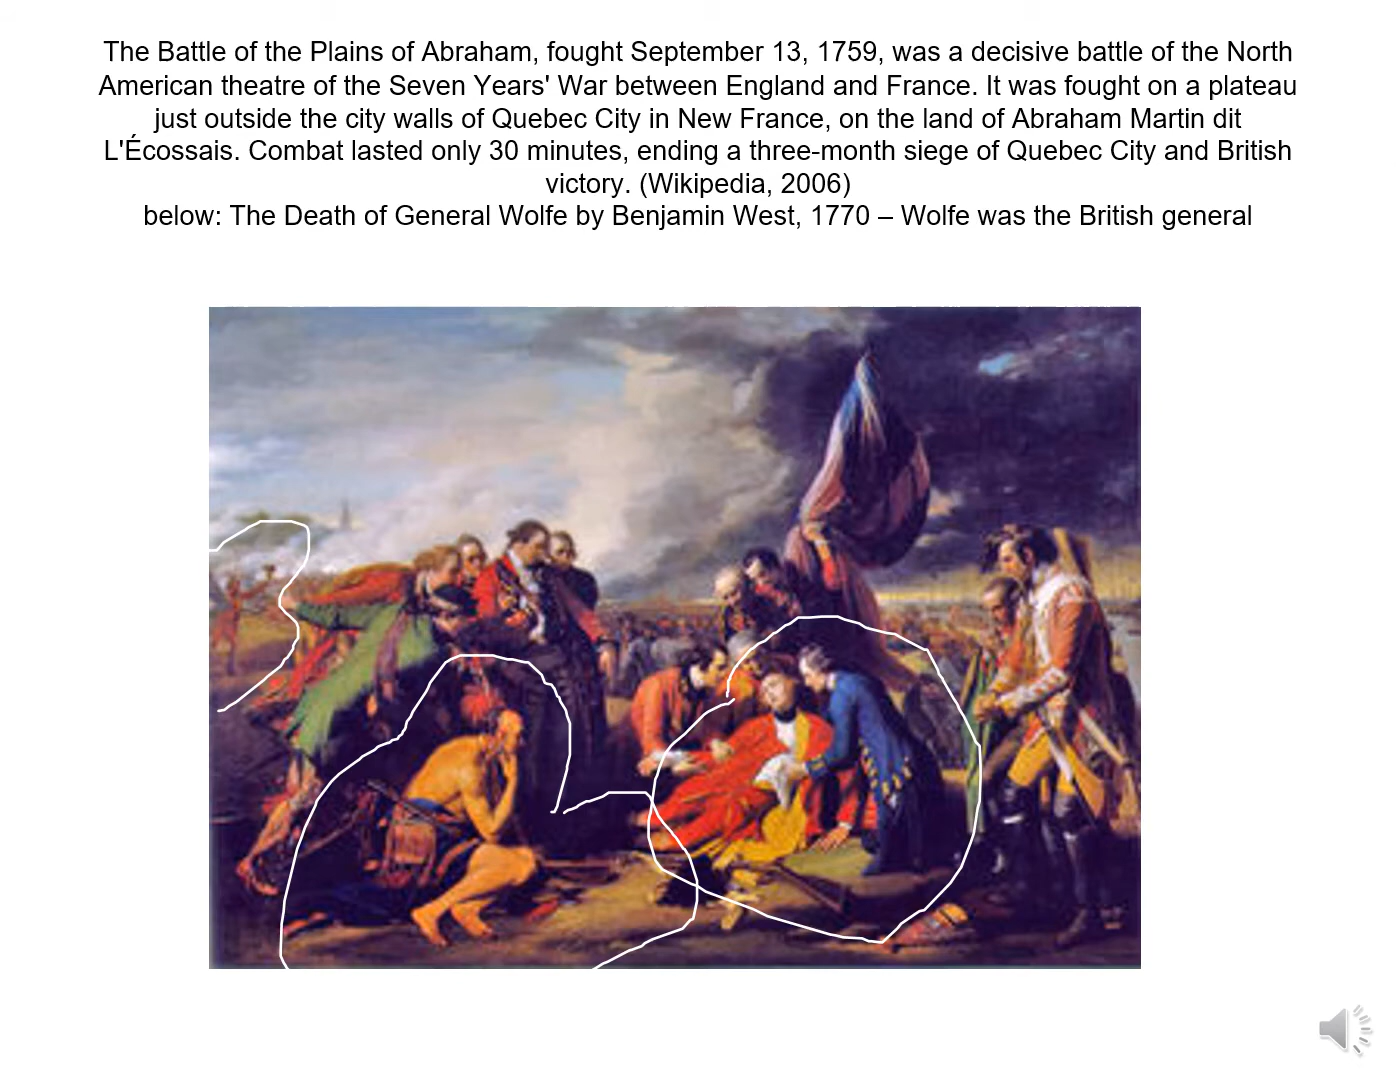 The Battle of the Plains of Abraham, fought September 13, 1759, was a decisive battle of the North
American theatre of the Seven Years' War between England and France. It was fought on a plateau
just outside the city walls of Quebec City in New France, on the land of Abraham Martin dit
L'Écossais. Combat lasted only 30 minutes, ending a three-month siege of Quebec City and British
victory. (Wikipedia, 2006)
below: The Death of General Wolfe by Benjamin West, 1770 – Wolfe was the British general